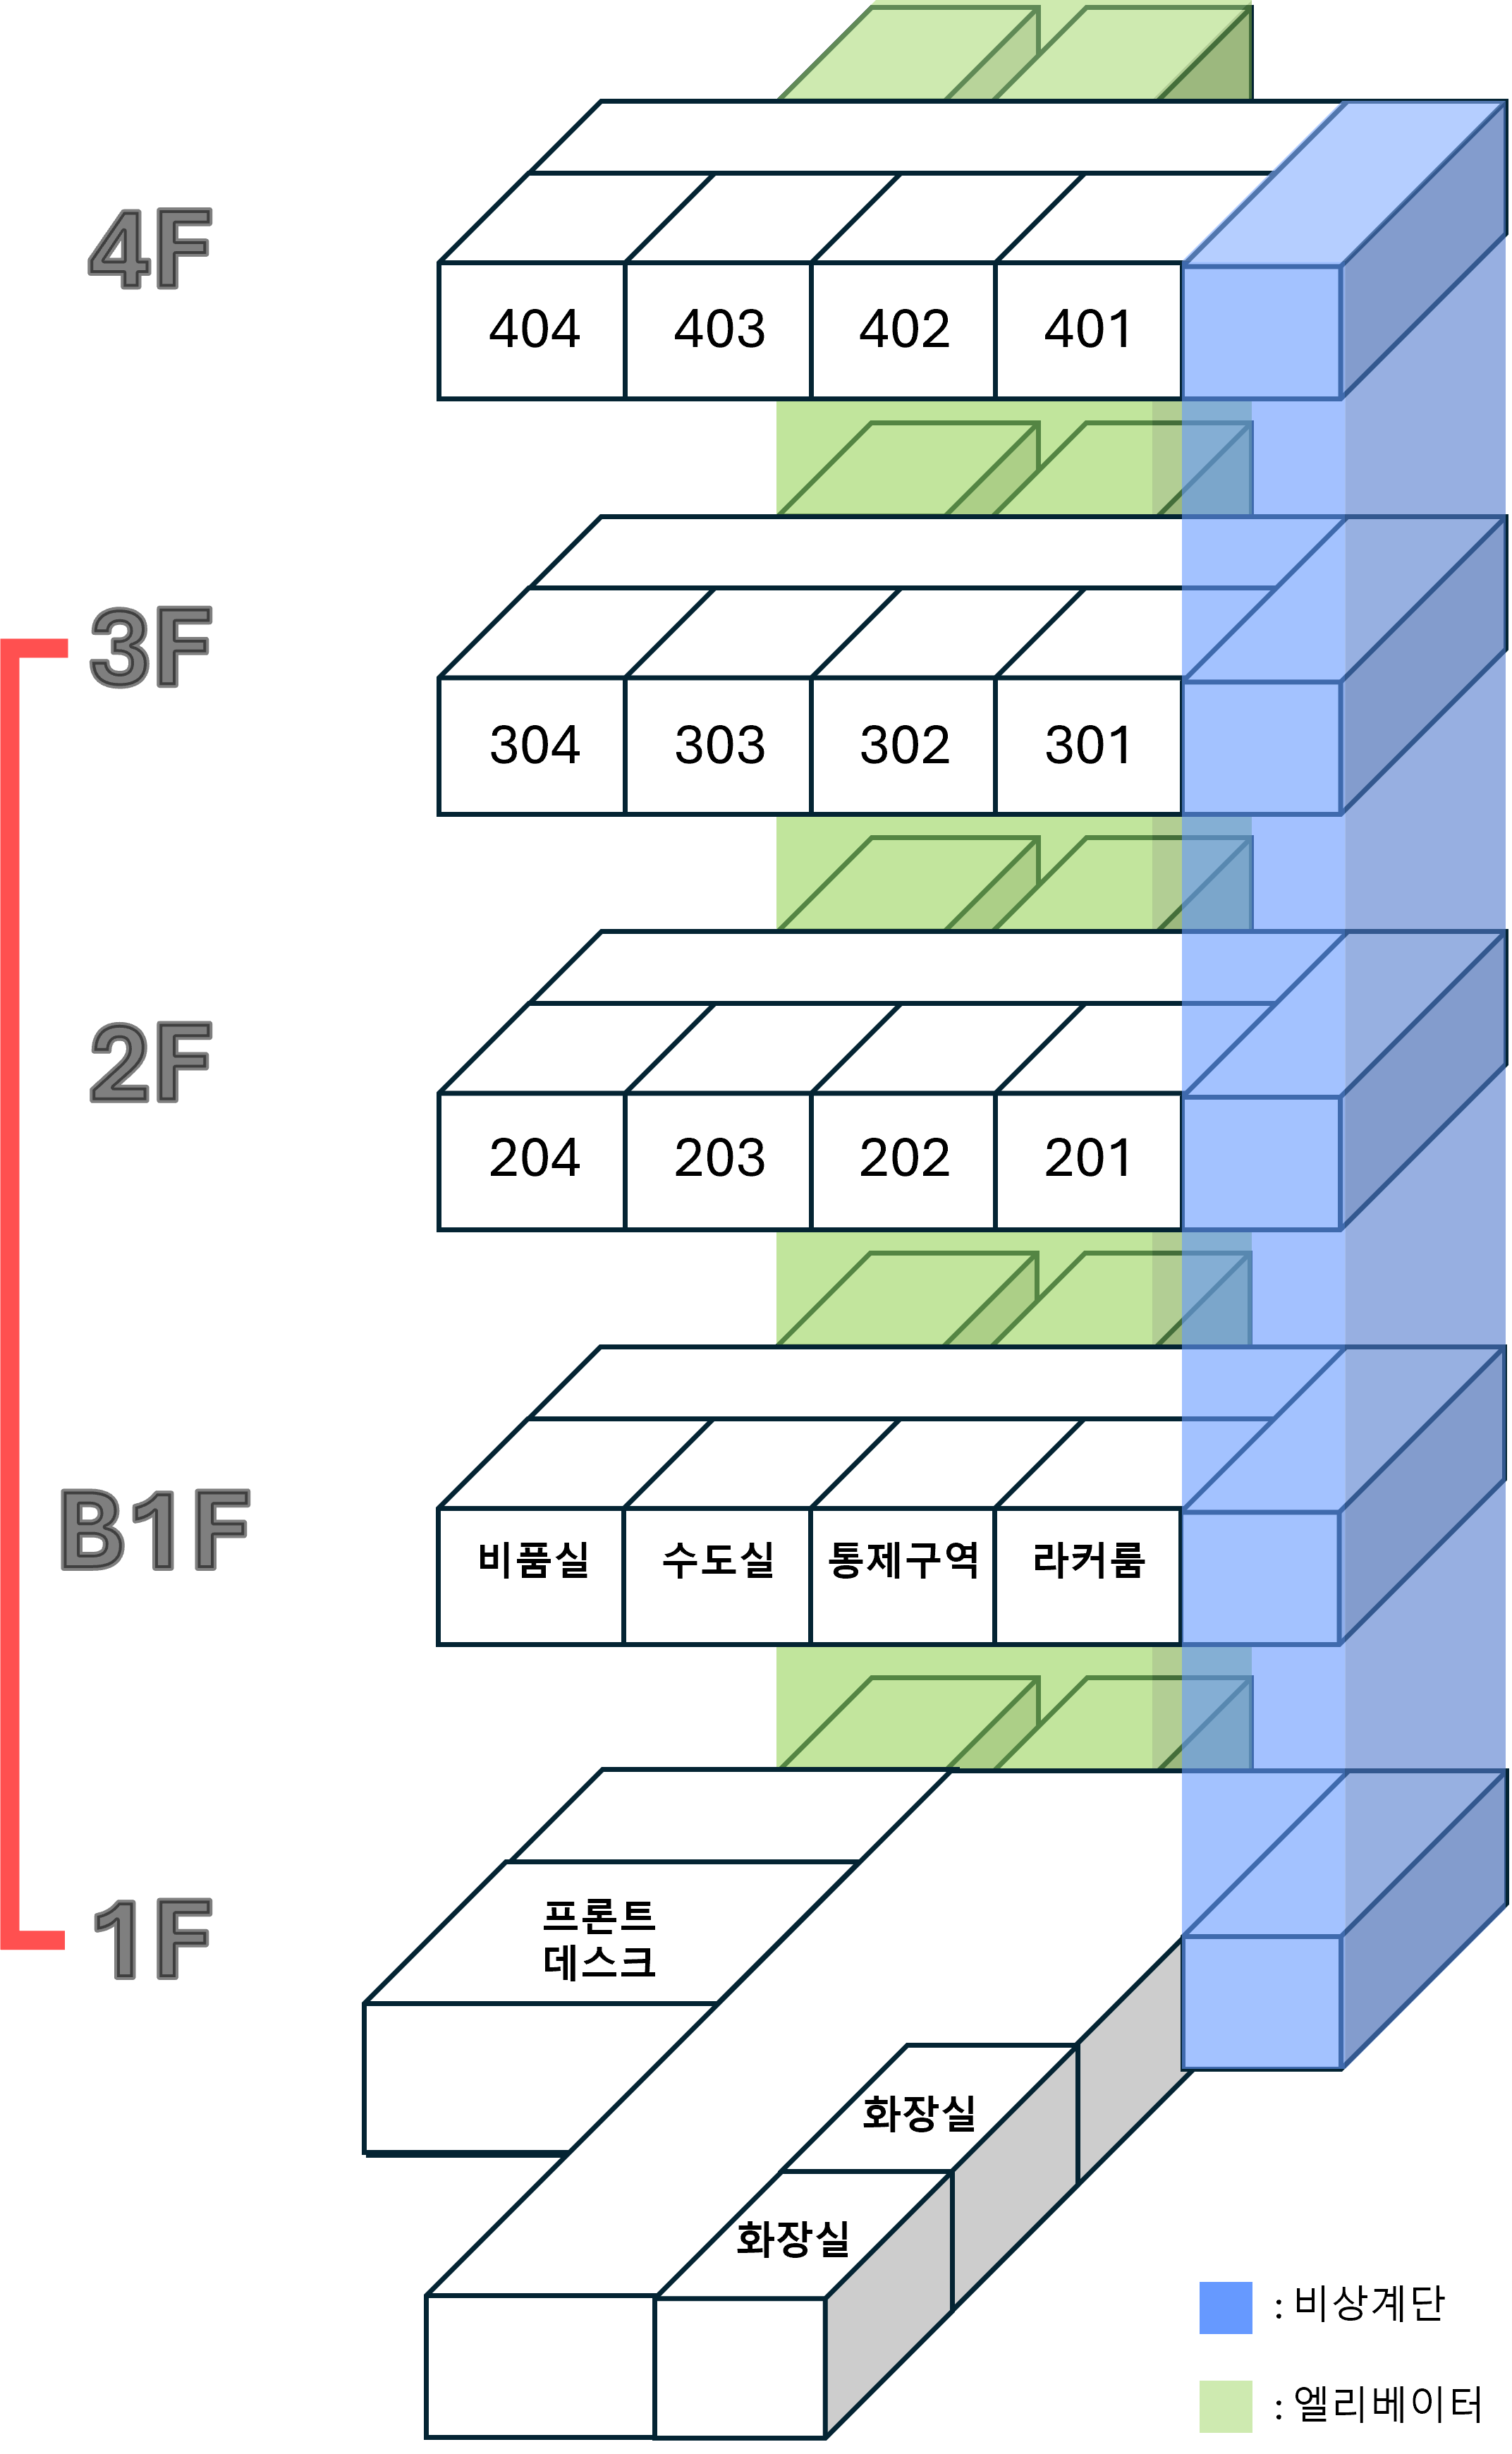 4F
404 403 402 401
3F
304 303 302 301
2F
204 203 202 201
B1F
비품실 수도실 통제구역 라커룸
1F
프론트
데스크
화장실
화장실
: 비상계단
: 엘리베이터